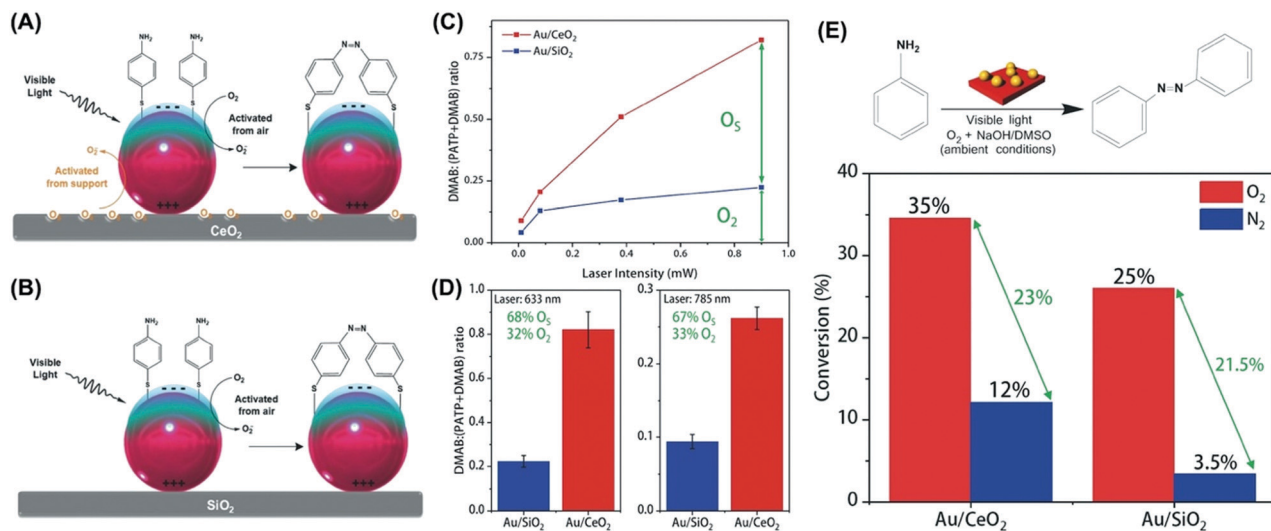 (A)
NH₂
NH₂
N=N
Visible
Light
O₂
Activated
from air
O₂⁻
S
S
S
S
O₂⁻
Activated
from support
+++
+++
O
O
O
O
O
O
O
O
O
CeO₂
(B)
NH₂
NH₂
N=N
Visible
Light
O₂
Activated
from air
O₂⁻
S
S
S
S
+++
+++
SiO₂
(C)
Au/CeO₂
Au/SiO₂
DMAB:(PATP+DMAB) ratio
0.75
0.50
0.25
0.00
Oₛ
O₂
0.0
0.2
0.4
0.6
0.8
1.0
Laser Intensity (mW)
(D)
DMAB:(PATP+DMAB) ratio
1.0
0.8
0.6
0.4
0.2
0.0
Laser: 633 nm
68% Oₛ
32% O₂
Au/SiO₂
Au/CeO₂
0.3
0.2
0.1
0.0
Laser: 785 nm
67% Oₛ
33% O₂
Au/SiO₂
Au/CeO₂
(E)
NH₂
Visible light
O₂ + NaOH/DMSO
(ambient conditions)
N=N
Conversion (%)
40
30
20
10
0
O₂
N₂
35%
23%
12%
25%
21.5%
3.5%
Au/CeO₂
Au/SiO₂